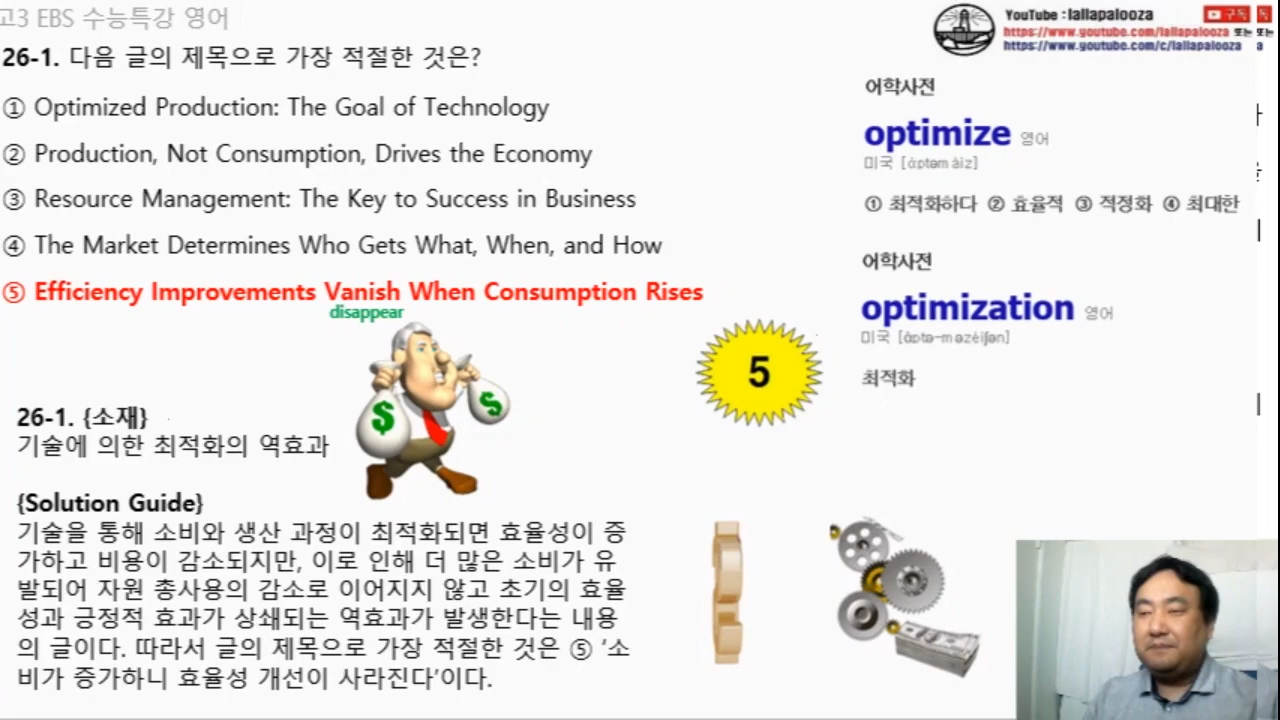 고3 EBS 수능특강 영어
26-1. 다음 글의 제목으로 가장 적절한 것은?
① Optimized Production: The Goal of Technology
② Production, Not Consumption, Drives the Economy
③ Resource Management: The Key to Success in Business
④ The Market Determines Who Gets What, When, and How
⑤ Efficiency Improvements Vanish When Consumption Rises
disappear
$
$
5
26-1. {소재}
기술에 의한 최적화의 역효과
{Solution Guide}
기술을 통해 소비와 생산 과정이 최적화되면 효율성이 증
가하고 비용이 감소되지만, 이로 인해 더 많은 소비가 유
발되어 자원 총사용의 감소로 이어지지 않고 초기의 효율
성과 긍정적 효과가 상쇄되는 역효과가 발생한다는 내용
의 글이다. 따라서 글의 제목으로 가장 적절한 것은 ⑤ ‘소
비가 증가하니 효율성 개선이 사라진다’이다.
YouTube : lallapalooza
구독
https://www.youtube.com/lallapalooza 또는
https://www.youtube.com/c/lallapalooza
어학사전
optimize 영어
미국 [ɑ́ptəmàiz]
① 최적화하다 ② 효율적 ③ 적정화 ④ 최대한
어학사전
optimization 영어
미국 [ɑ̀ptə-məzéiʃən]
최적화